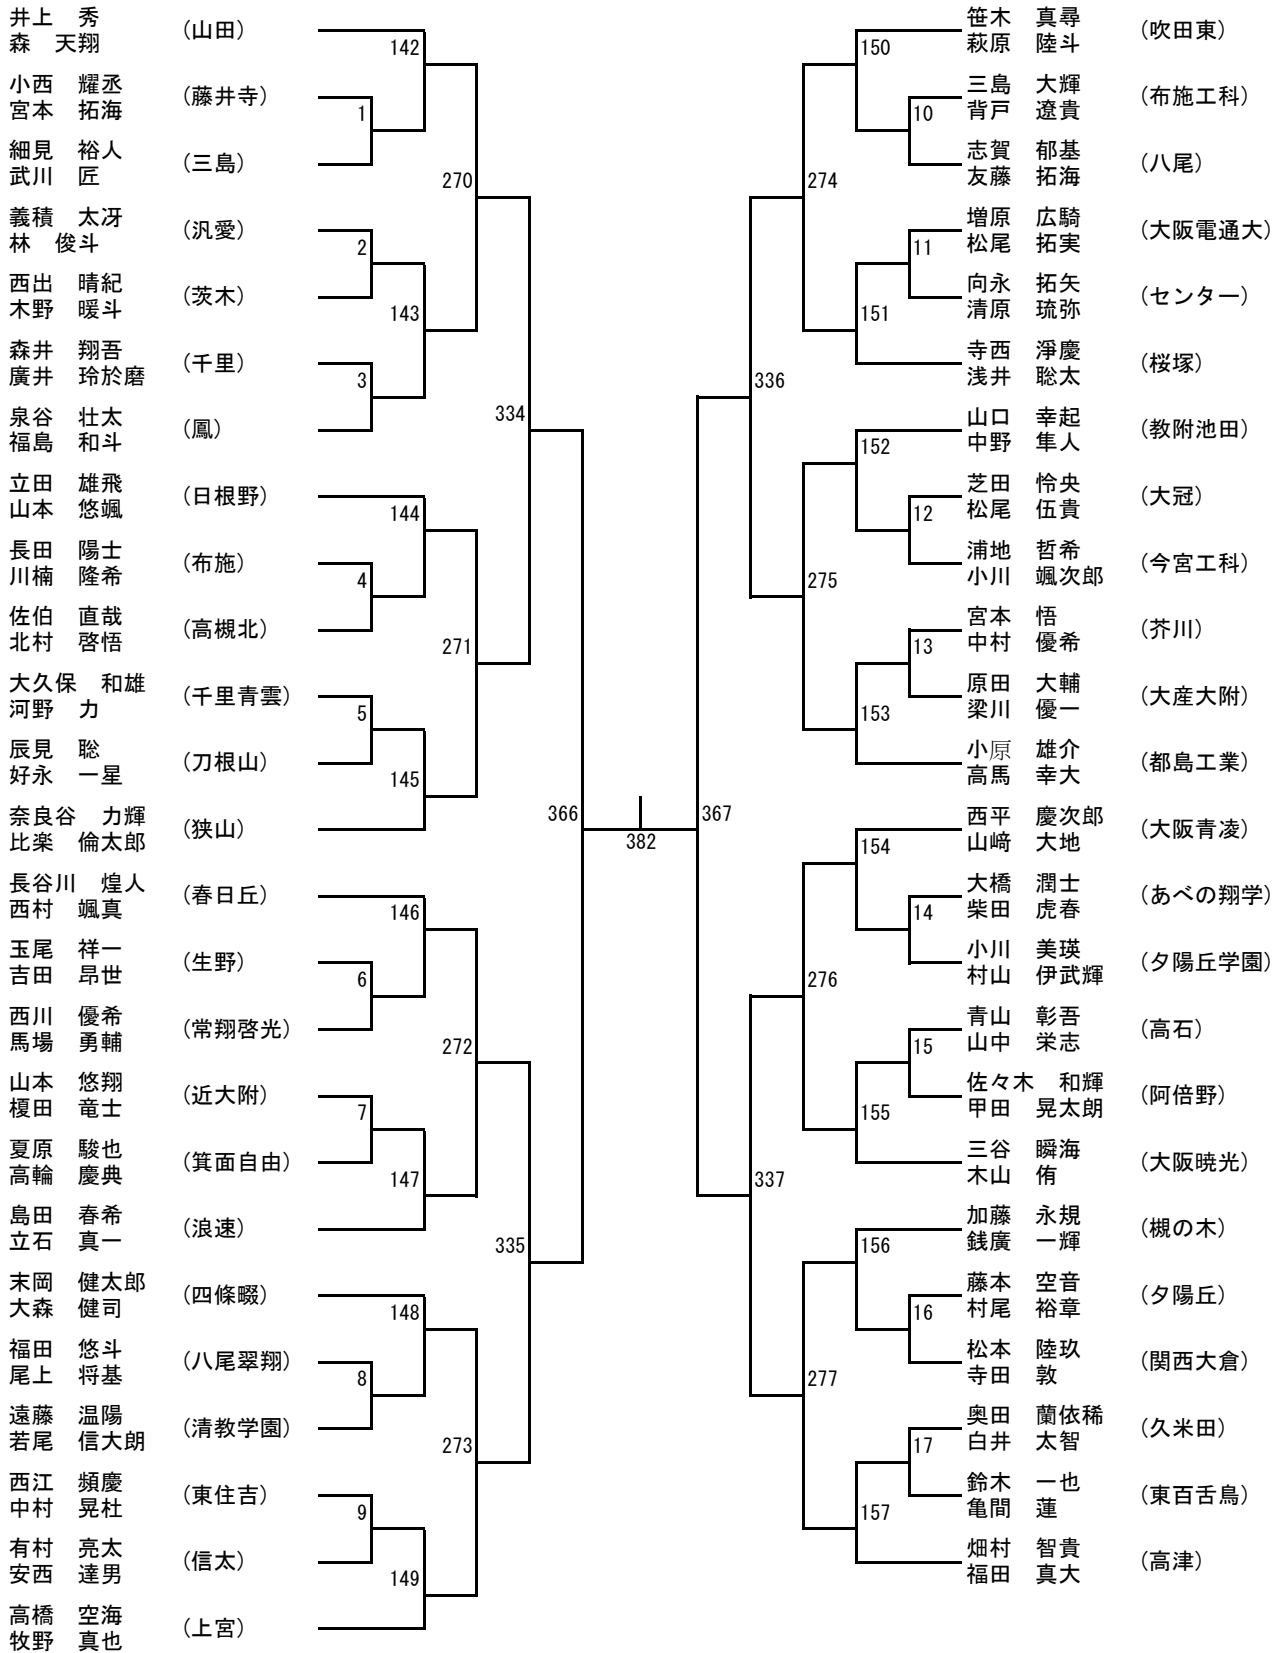 井上　秀
森　天翔
（山田）
小西　耀丞
宮本　拓海
（藤井寺）
細見　裕人
武川　匠
（三島）
義積　太冴
林　俊斗
（汎愛）
西出　晴紀
木野　暖斗
（茨木）
森井　翔吾
廣井　玲於磨
（千里）
泉谷　壮太
福島　和斗
（鳳）
立田　雄飛
山本　悠颯
（日根野）
長田　陽士
川楠　隆希
（布施）
佐伯　直哉
北村　啓悟
（高槻北）
大久保　和雄
河野　力
（千里青雲）
辰見　聡
好永　一星
（刀根山）
奈良谷　力輝
比楽　倫太郎
（狭山）
長谷川　煌人
西村　颯真
（春日丘）
玉尾　祥一
吉田　昂世
（生野）
西川　優希
馬場　勇輔
（常翔啓光）
山本　悠翔
榎田　竜士
（近大附）
夏原　駿也
高輪　慶典
（箕面自由）
島田　春希
立石　真一
（浪速）
末岡　健太郎
大森　健司
（四條畷）
福田　悠斗
尾上　将基
（八尾翠翔）
遠藤　温陽
若尾　信大朗
（清教学園）
西江　頻慶
中村　晃杜
（東住吉）
有村　亮太
安西　達男
（信太）
高橋　空海
牧野　真也
（上宮）
142
1
270
2
143
3
334
144
4
271
5
145
366
146
6
272
7
147
335
148
8
273
9
149
382
367
150
10
274
11
151
336
152
12
275
13
153
154
14
276
15
155
337
156
16
277
17
157
笹木　真尋
萩原　陸斗
（吹田東）
三島　大輝
背戸　遼貴
（布施工科）
志賀　郁基
友藤　拓海
（八尾）
増原　広騎
松尾　拓実
（大阪電通大）
向永　拓矢
清原　琉弥
（センター）
寺西　淨慶
浅井　聡太
（桜塚）
山口　幸起
中野　隼人
（教附池田）
芝田　怜央
松尾　伍貴
（大冠）
浦地　哲希
小川　颯次郎
（今宮工科）
宮本　悟
中村　優希
（芥川）
原田　大輔
梁川　優一
（大産大附）
小原　雄介
高馬　幸大
（都島工業）
西平　慶次郎
山﨑　大地
（大阪青凌）
大橋　潤士
柴田　虎春
（あべの翔学）
小川　美瑛
村山　伊武輝
（夕陽丘学園）
青山　彰吾
山中　栄志
（高石）
佐々木　和輝
甲田　晃太朗
（阿倍野）
三谷　瞬海
木山　侑
（大阪暁光）
加藤　永規
銭廣　一輝
（槻の木）
藤本　空音
村尾　裕章
（夕陽丘）
松本　陸玖
寺田　敦
（関西大倉）
奥田　蘭依稀
白井　太智
（久米田）
鈴木　一也
亀間　蓮
（東百舌鳥）
畑村　智貴
福田　真大
（高津）